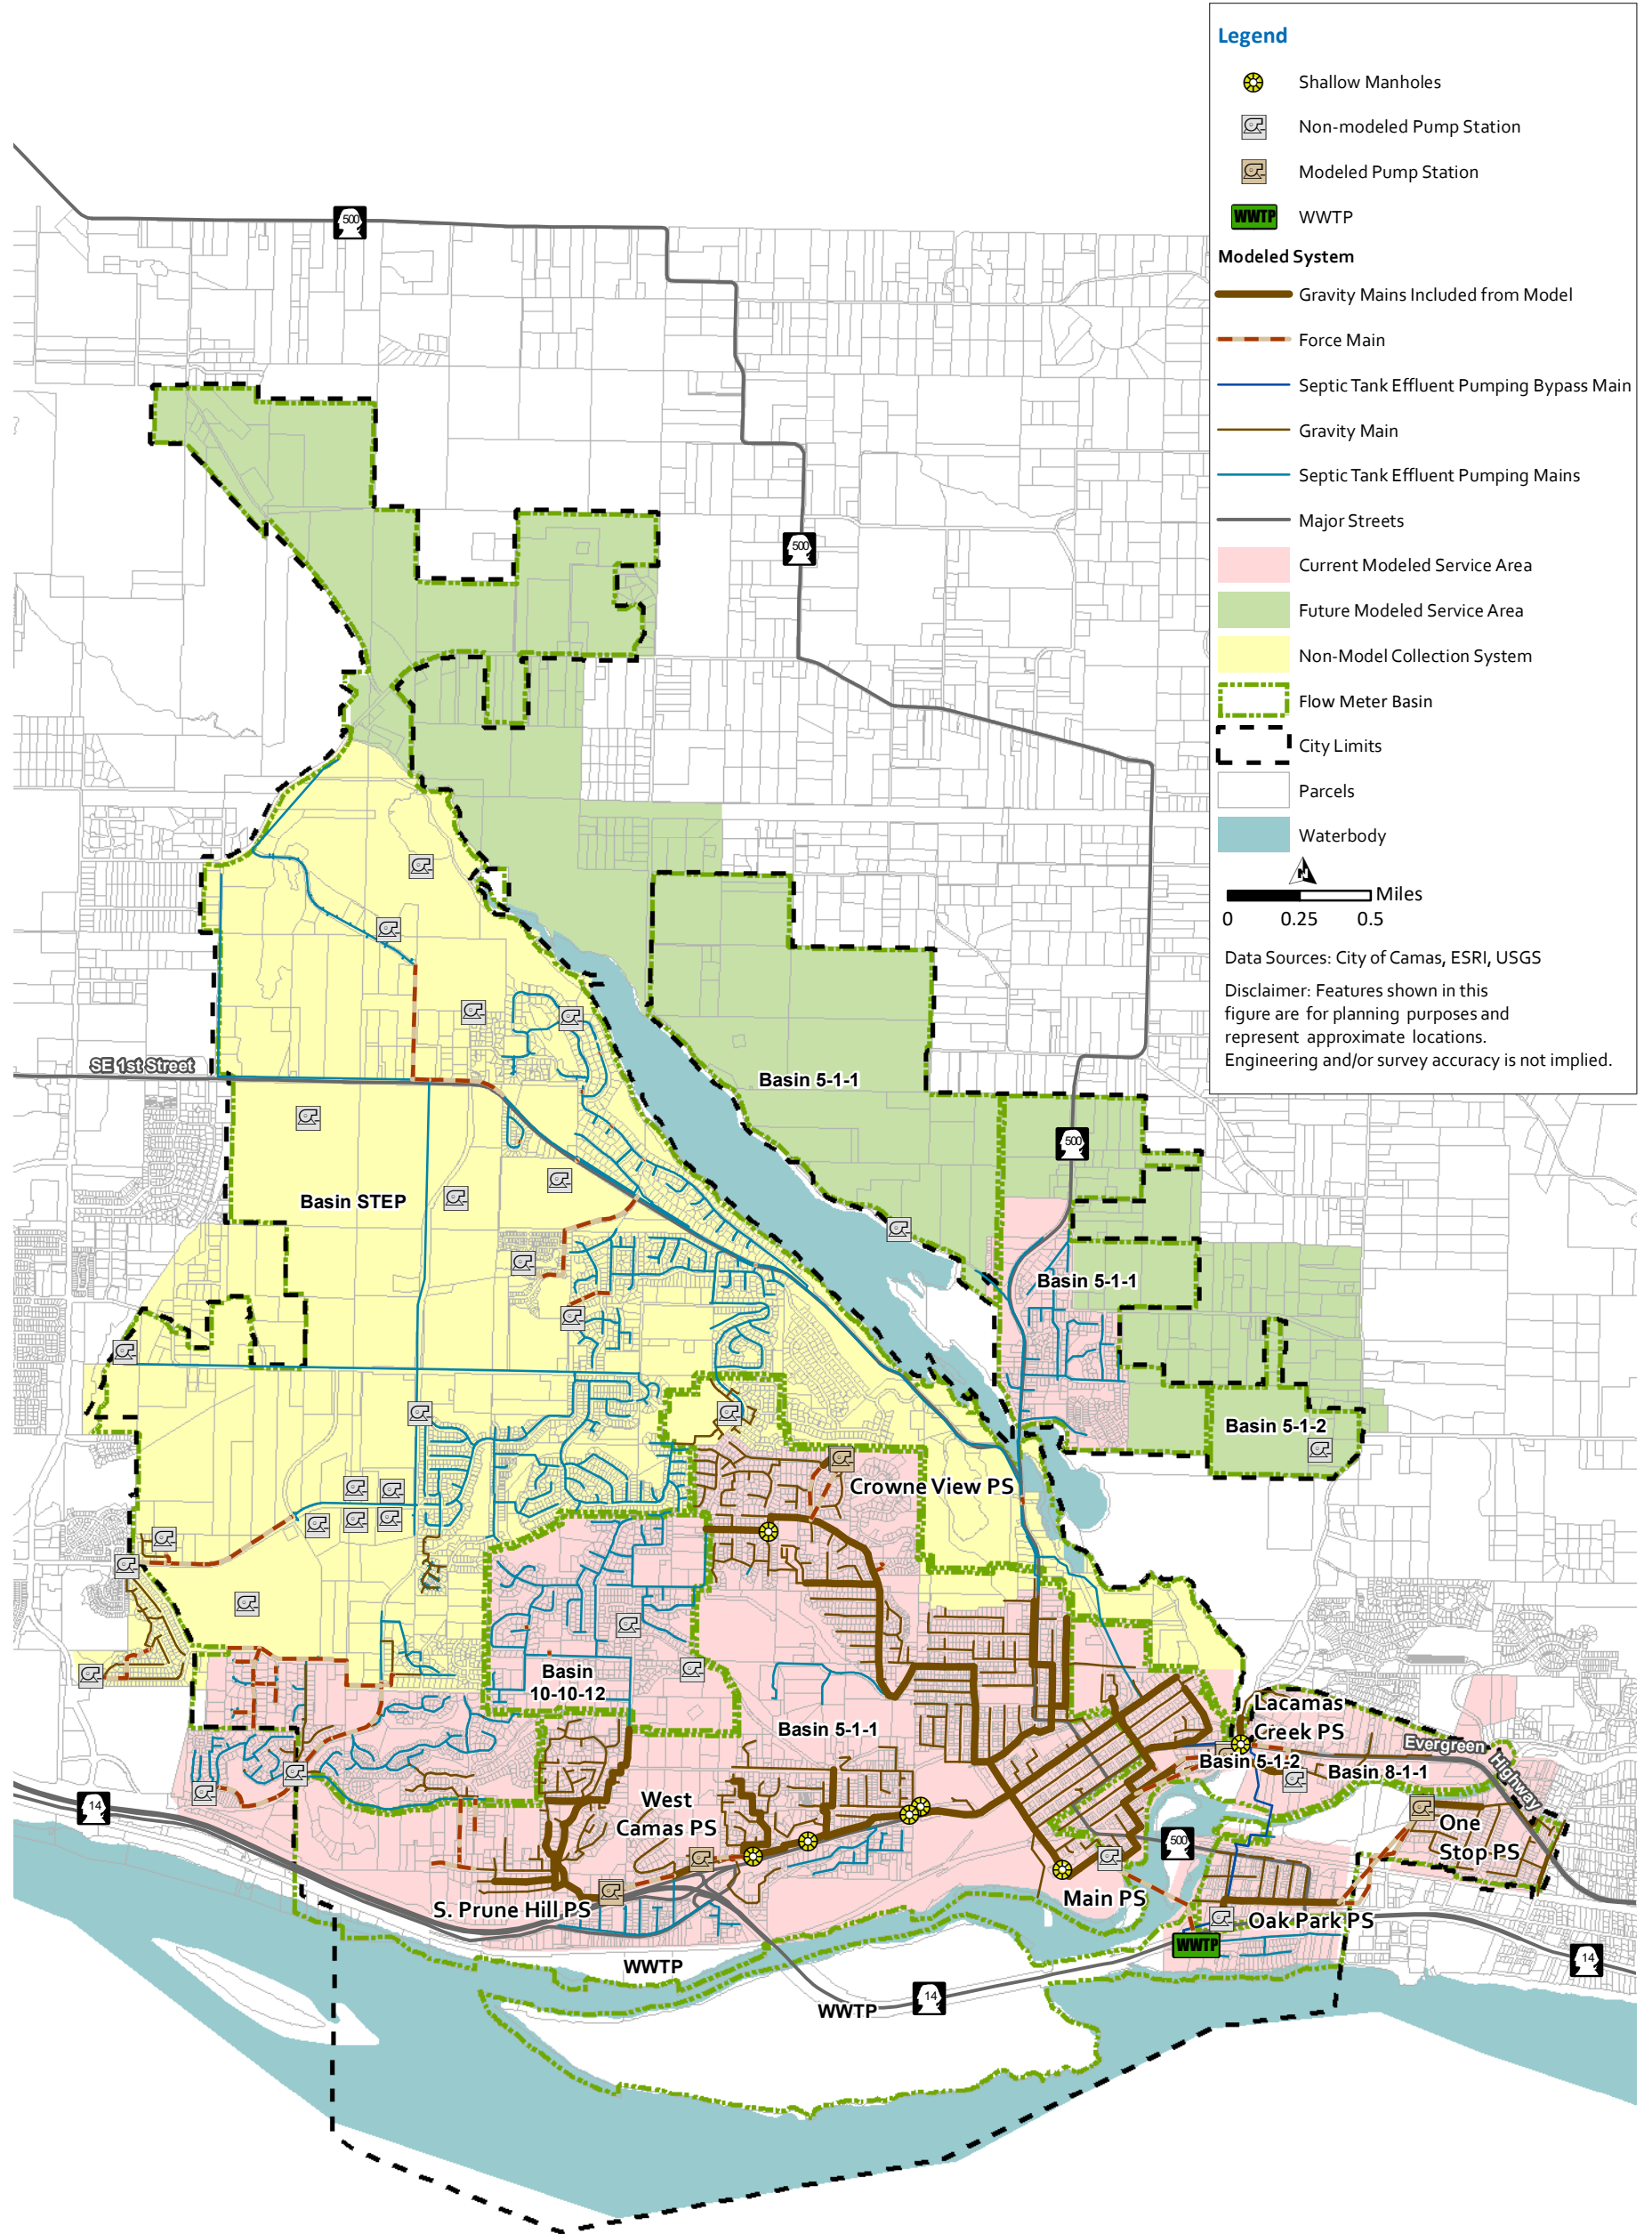 Legend
Shallow Manholes
Non-modeled Pump Station
Modeled Pump Station
WWTP WWTP
Modeled System
Gravity Mains Included from Model
Force Main
Septic Tank Effluent Pumping Bypass Main
Gravity Main
Septic Tank Effluent Pumping Mains
Major Streets
Current Modeled Service Area
Future Modeled Service Area
Non-Model Collection System
Flow Meter Basin
City Limits
Parcels
Waterbody
N
Miles
0 0.25 0.5
Data Sources: City of Camas, ESRI, USGS
Disclaimer: Features shown in this
figure are for planning purposes and
represent approximate locations.
Engineering and/or survey accuracy is not implied.
500
500
SE 1st Street
Basin 5-1-1
500
Basin STEP
Basin 5-1-1
Basin 5-1-2
Crowne View PS
Basin
10-10-12
Basin 5-1-1
Lacamas
Creek PS
Evergreen
Highway
Basin 5-1-2
Basin 8-1-1
14
West
Camas PS
One
Stop PS
500
Main PS
S. Prune Hill PS
Oak Park PS
WWTP
WWTP
14
14
WWTP